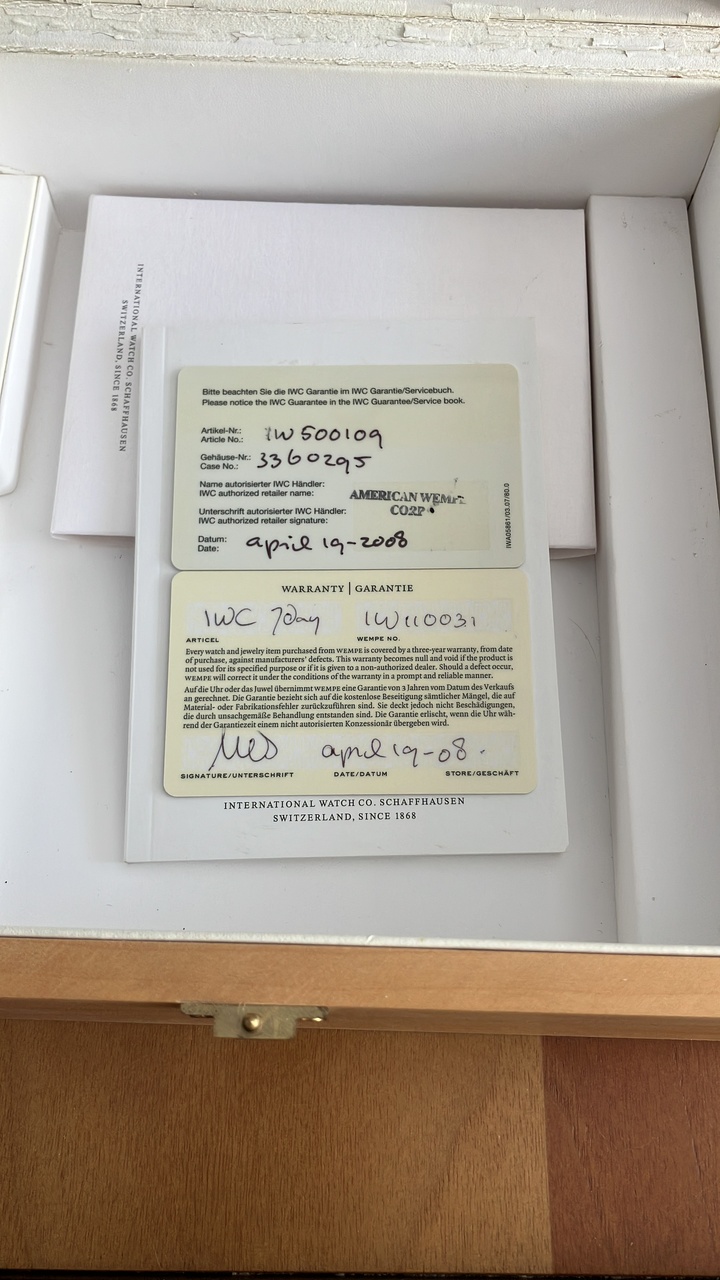 INTERNATIONAL WATCH CO. SCHAFFHAUSEN
SWITZERLAND, SINCE 1868
Bitte beachten Sie die IWC Garantie im IWC Garantie/Servicebuch.
Please notice the IWC Guarantee in the IWC Guarantee/Service book.
Artikel-Nr.:
Article No.: IW500109
Gehäuse-Nr.:
Case No.: 3360295
Name autorisierter IWC Händler:
IWC authorized retailer name:
AMERICAN WEMPE
CORP
Unterschrift autorisierter IWC Händler:
IWC authorized retailer signature:
Datum:
Date: april 19-2008
IWA05861/03.07/80.0
WARRANTY | GARANTIE
IWC 7Day IW110031
ARTICEL WEMPE NO.
Every watch and jewelry item purchased from WEMPE is covered by a three-year warranty, from date
of purchase, against manufacturers' defects. This warranty becomes null and void if the product is
not used for its specified purpose or if it is given to a non-authorized dealer. Should a defect occur,
WEMPE will correct it under the conditions of the warranty in a prompt and reliable manner.
Auf die Uhr oder das Juwel übernimmt WEMPE eine Garantie von 3 Jahren vom Datum des Verkaufs
an gerechnet. Die Garantie bezieht sich auf die kostenlose Beseitigung sämtlicher Mängel, die auf
Material- oder Fabrikationsfehler zurückzuführen sind. Sie deckt jedoch nicht Beschädigungen,
die durch unsachgemäße Behandlung entstanden sind. Die Garantie erlischt, wenn die Uhr wäh-
rend der Garantiezeit einem nicht autorisierten Konzessionär übergeben wird.
april 19-08.
SIGNATURE/UNTERSCHRIFT DATE/DATUM STORE/GESCHÄFT
INTERNATIONAL WATCH CO. SCHAFFHAUSEN
SWITZERLAND, SINCE 1868